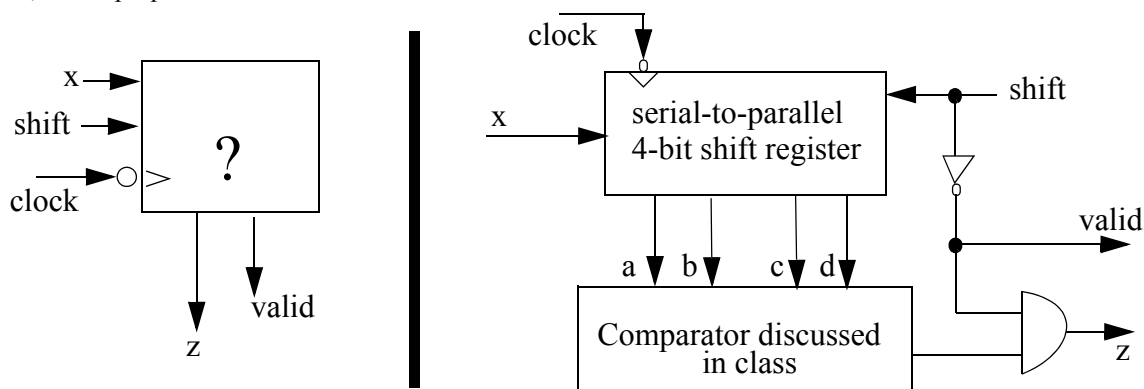 x
shift
clock
?
z
valid
clock
x
serial-to-parallel
4-bit shift register
shift
valid
a b c d
Comparator discussed
in class
z